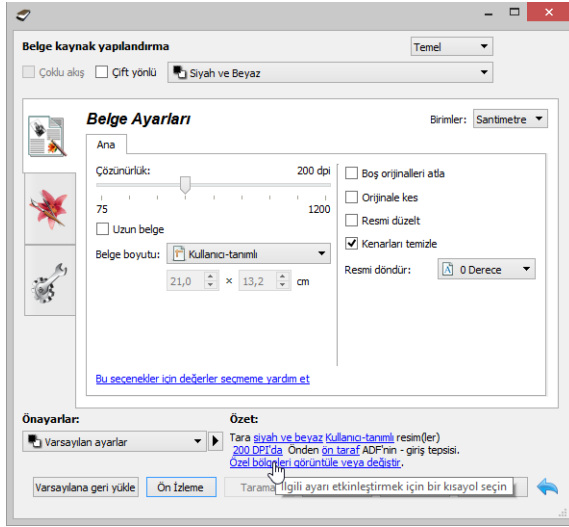 Belge kaynak yapılandırma
Temel
Çoklu akış
Çift yönlü
Siyah ve Beyaz
Belge Ayarları
Birimler:
Santimetre
Ana
Çözünürlük:
200 dpi
75
1200
Uzun belge
Belge boyutu:
Kullanıcı-tanımlı
21,0
×
13,2
cm
Boş orijinalleri atla
Orijinale kes
Resmi düzelt
Kenarları temizle
Resmi döndür:
0 Derece
Bu seçenekler için değerler seçmeme yardım et
Önayarlar:
Varsayılan ayarlar
Özet:
Tara siyah ve beyaz Kullanıcı-tanımlı resim(ler)
200 DPI'da Önden ön taraf ADF'nin - giriş tepsisi.
Özel bölgeleri görüntüle veya değiştir.
Varsayılana geri yükle
Ön İzleme
Tarama
İlgili ayarı etkinleştirmek için bir kısayol seçin